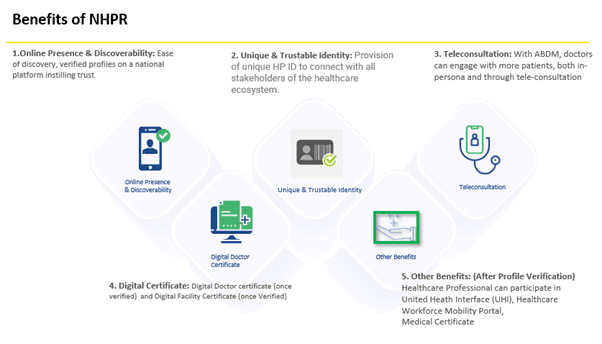 Benefits of NHPR
1.Online Presence & Discoverability: Ease
of discovery, verified profiles on a national
platform instilling trust
2. Unique & Trustable Identity: Provision
of unique HP ID to connect with all
stakeholders of the healthcare
ecosystem.
3. Teleconsultation: With ABDM, doctors
can engage with more patients, both in-
persona and through tele-consultation
Online Presence
& Discoverability
Unique & Trustable Identity
Teleconsultation
Digital Doctor
Certificate
Other Benefits
4. Digital Certificate: Digital Doctor certificate (once
verified) and Digital Facility Certificate (once Verified)
5. Other Benefits: (After Profile Verification)
Healthcare Professional can participate in
United Heath Interface (UHI), Healthcare
Workforce Mobility Portal,
Medical Certificate